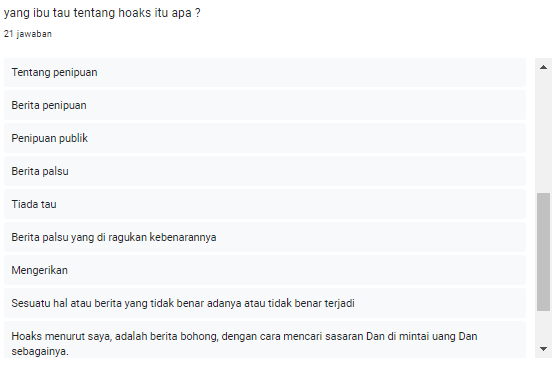 yang ibu tau tentang hoaks itu apa ?
21 jawaban
Tentang penipuan
Berita penipuan
Penipuan publik
Berita palsu
Tiada tau
Berita palsu yang di ragukan kebenarannya
Mengerikan
Sesuatu hal atau berita yang tidak benar adanya atau tidak benar terjadi
Hoaks menurut saya, adalah berita bohong, dengan cara mencari sasaran Dan di mintai uang Dan
sebagainya.